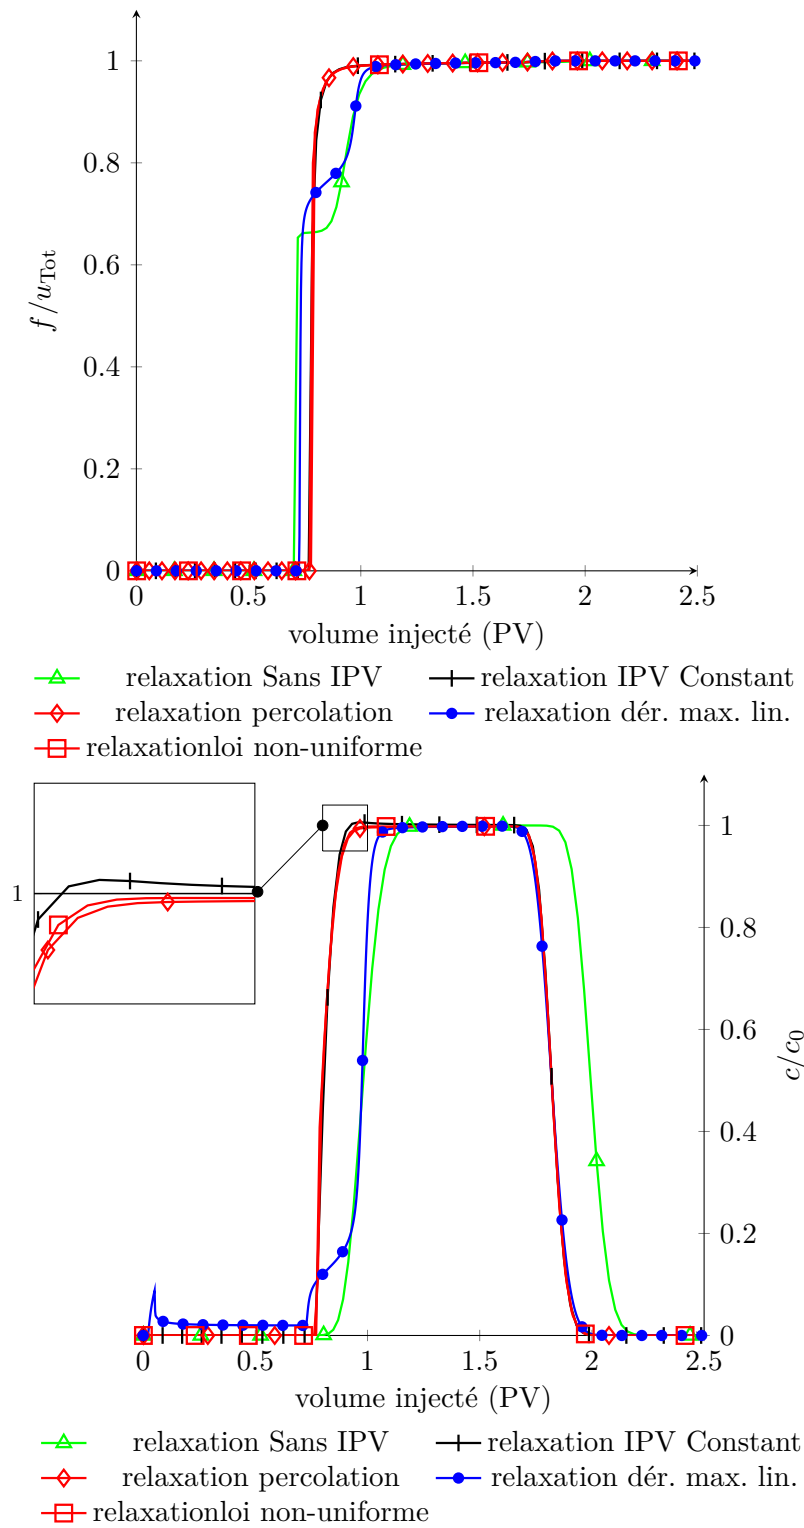 1
0.8
0.6
0.4
0.2
0
f/u_Tot
0 0.5 1 1.5 2 2.5
volume injecté (PV)
relaxation Sans IPV relaxation IPV Constant
relaxation percolation relaxation dér. max. lin.
relaxationloi non-uniforme
1
1
0.8
0.6
0.4
0.2
0
c/c_0
0 0.5 1 1.5 2 2.5
volume injecté (PV)
relaxation Sans IPV relaxation IPV Constant
relaxation percolation relaxation dér. max. lin.
relaxationloi non-uniforme